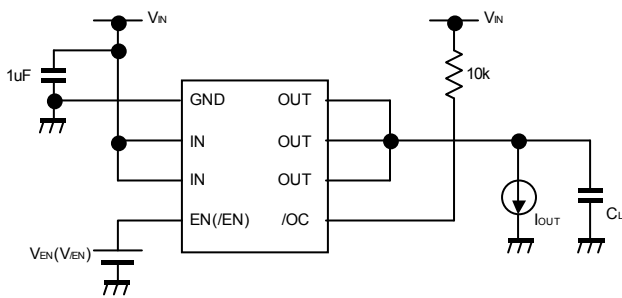 VIN
VIN
1uF
10k
GND OUT
IN OUT
IN OUT
EN(/EN) /OC
VEN(V/EN)
IOUT
CL